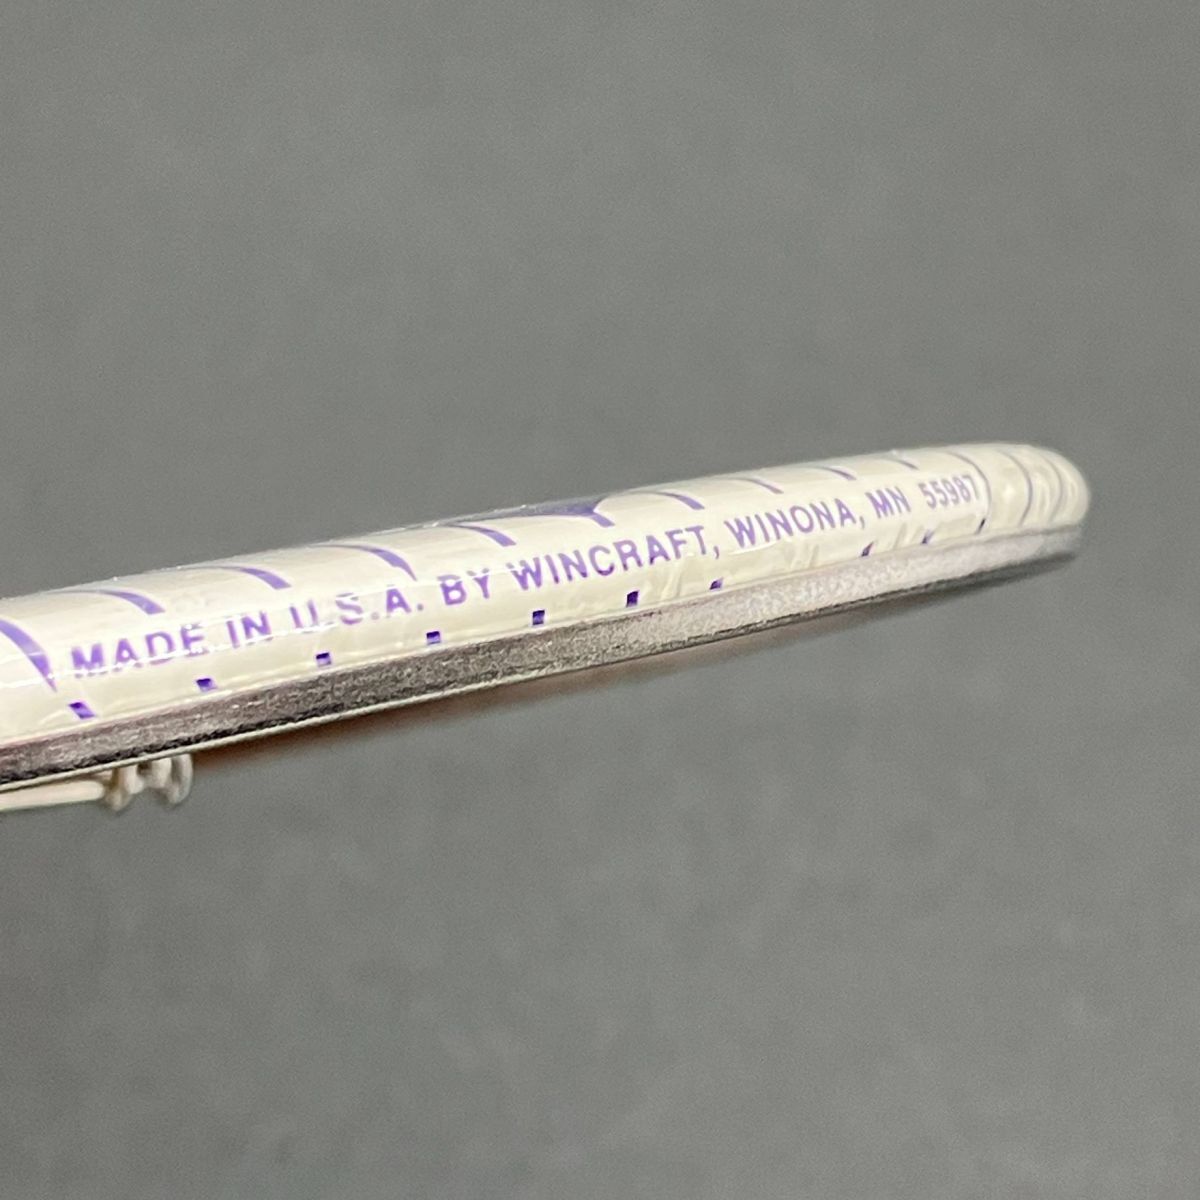 MADE IN U.S.A. BY WINCRAFT, WINONA, MN 55987